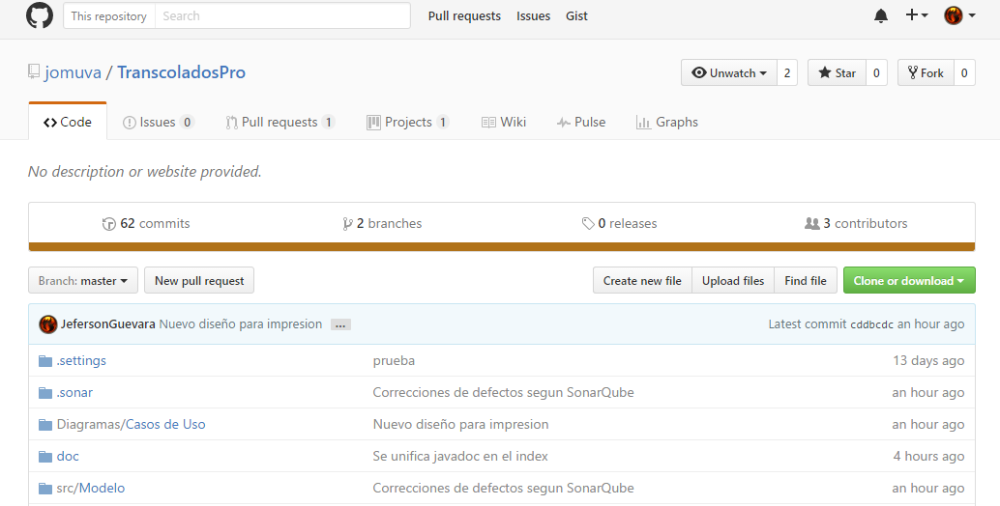 This repository Search Pull requests Issues Gist
jomuva / TranscoladosPro Unwatch 2 Star 0 Fork 0
Code Issues 0 Pull requests 1 Projects 1 Wiki Pulse Graphs
No description or website provided.
62 commits 2 branches 0 releases 3 contributors
Branch: master New pull request Create new file Upload files Find file Clone or download
JefersonGuevara Nuevo diseño para impresion ... Latest commit cddbcdc an hour ago
.settings prueba 13 days ago
.sonar Correcciones de defectos segun SonarQube an hour ago
Diagramas/Casos de Uso Nuevo diseño para impresion an hour ago
doc Se unifica javadoc en el index 4 hours ago
src/Modelo Correcciones de defectos segun SonarQube an hour ago